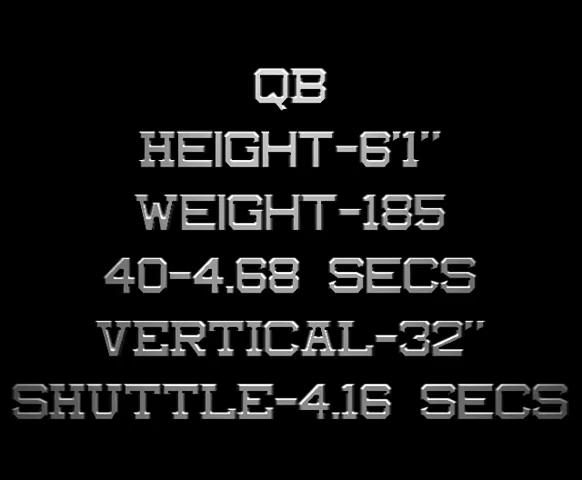 QB
HEIGHT-6'1"
WEIGHT-185
40-4.68 SECS
VERTICAL-32"
SHUTTLE-4.16 SECS